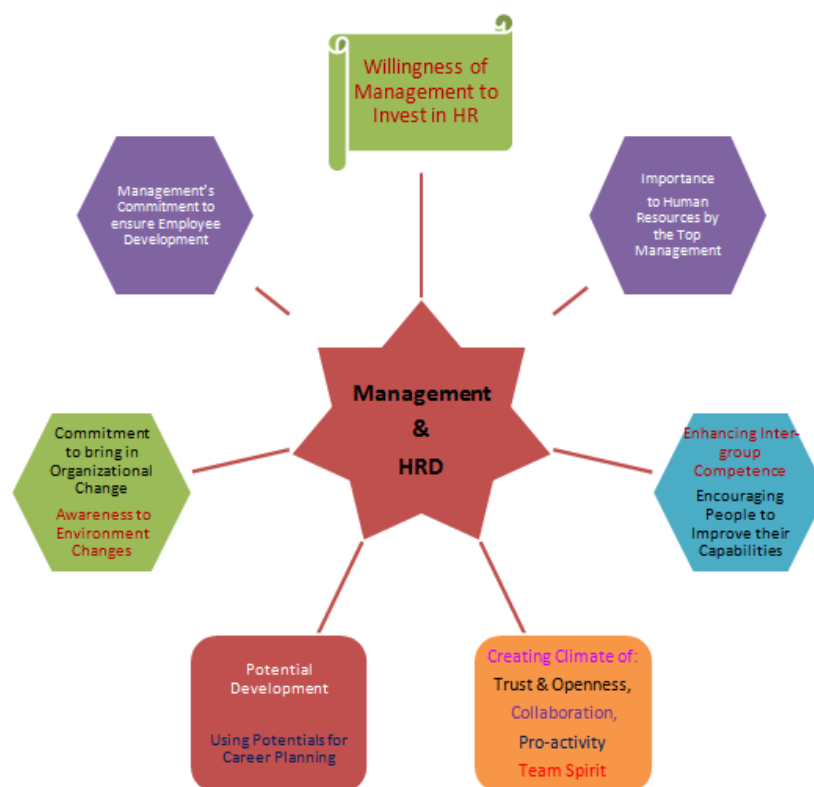 Willingness of
Management to
Invest in HR
Management's
Commitment to
ensure Employee
Development
Importance
to Human
Resources by
the Top
Management
Management
&
HRD
Commitment
to bring in
Organizational
Change
Awareness to
Environment
Changes
Enhancing Inter-
group
Competence
Encouraging
People to
Improve their
Capabilities
Potential
Development
Using Potentials for
Career Planning
Creating Climate of:
Trust & Openness,
Collaboration,
Pro-activity
Team Spirit